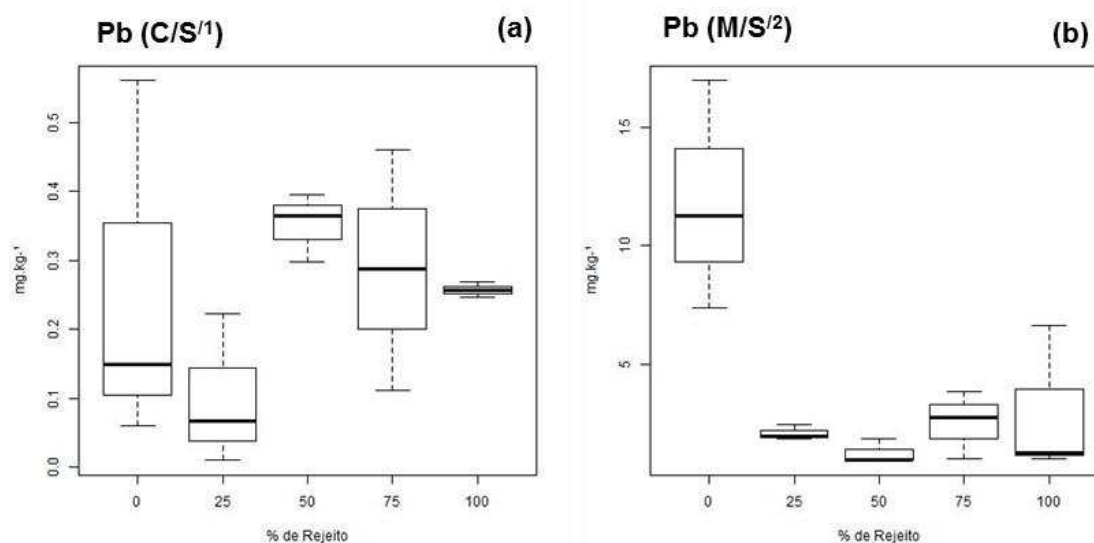 Pb (C/S/1)
(a)
mg.kg-¹
0.5
0.4
0.3
0.2
0.1
0.0
0 25 50 75 100
% de Rejeito
Pb (M/S/2)
(b)
mg.kg-¹
15
10
5
0 25 50 75 100
% de Rejeito